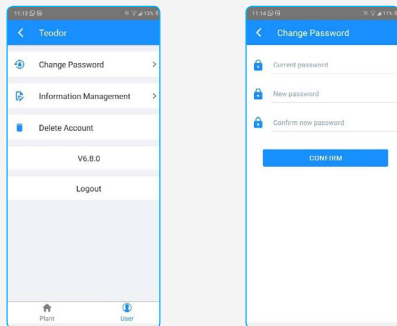 11:13
Teodor
Change Password
Information Management
Delete Account
V6.8.0
Logout
Plant
User
11:14
Change Password
Current password
New password
Confirm new password
CONFIRM